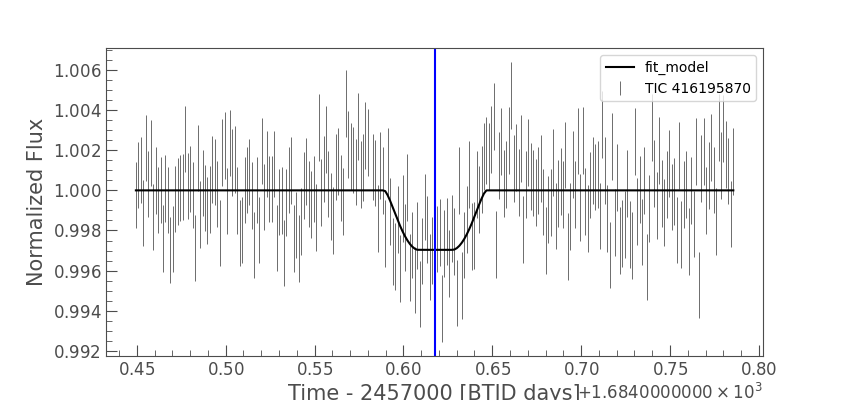 fit_model
TIC 416195870
1.006
1.004
1.002
1.000
0.998
0.996
0.994
0.992
Normalized Flux
0.45 0.50 0.55 0.60 0.65 0.70 0.75 0.80
Time - 2457000 [BTJD days]
+1.6840000000 × 10³